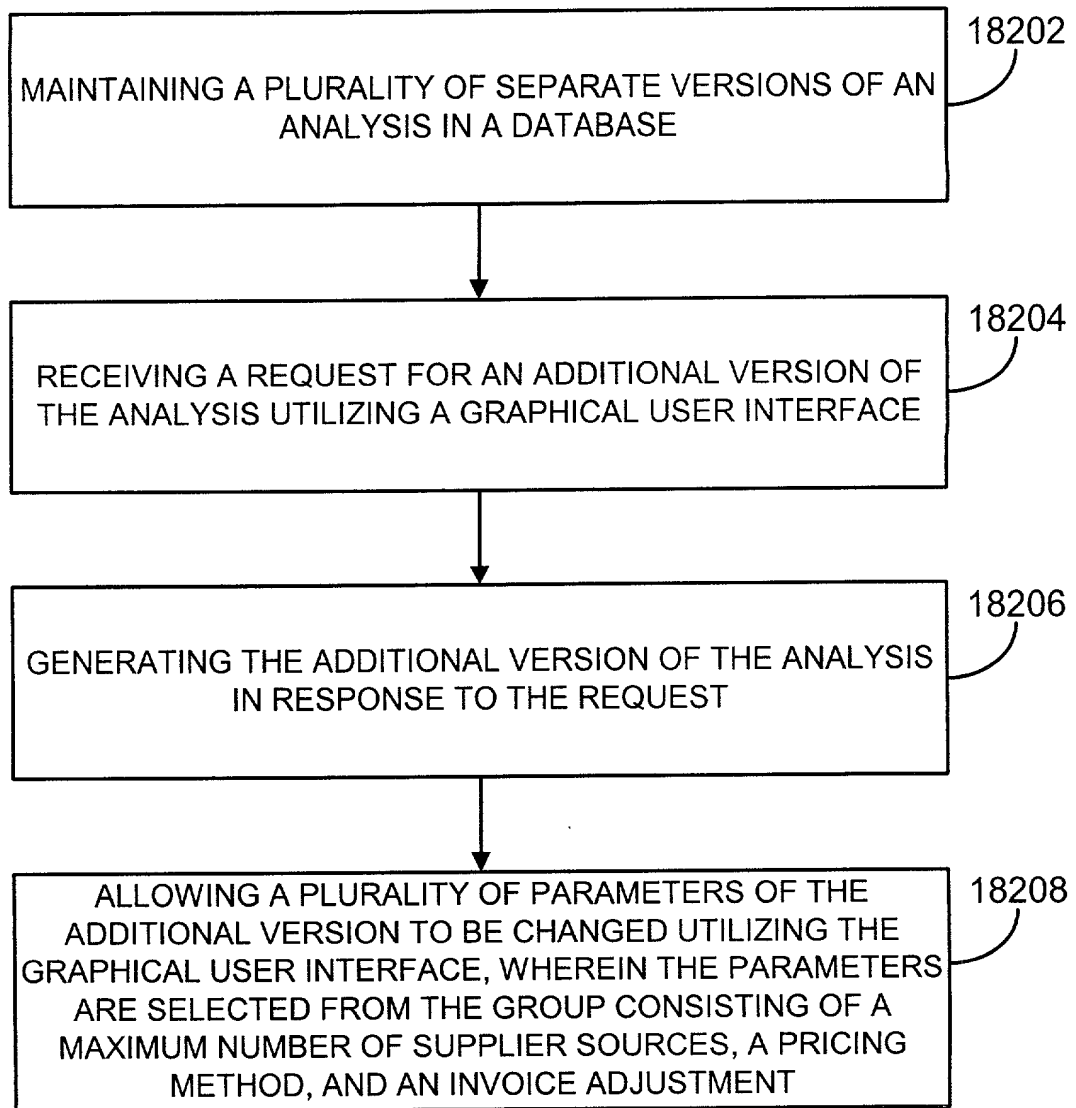 18202
MAINTAINING A PLURALITY OF SEPARATE VERSIONS OF AN
ANALYSIS IN A DATABASE
18204
RECEIVING A REQUEST FOR AN ADDITIONAL VERSION OF
THE ANALYSIS UTILIZING A GRAPHICAL USER INTERFACE
18206
GENERATING THE ADDITIONAL VERSION OF THE ANALYSIS
IN RESPONSE TO THE REQUEST
18208
ALLOWING A PLURALITY OF PARAMETERS OF THE
ADDITIONAL VERSION TO BE CHANGED UTILIZING THE
GRAPHICAL USER INTERFACE, WHEREIN THE PARAMETERS
ARE SELECTED FROM THE GROUP CONSISTING OF A
MAXIMUM NUMBER OF SUPPLIER SOURCES, A PRICING
METHOD, AND AN INVOICE ADJUSTMENT